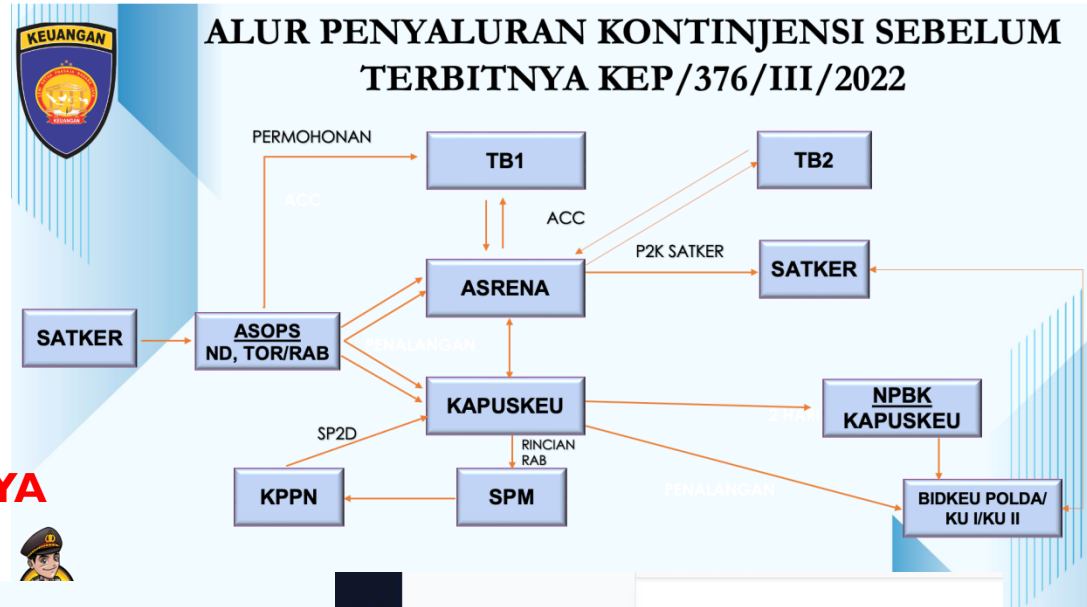 KEUANGAN
ALUR PENYALURAN KONTINJENSI SEBELUM
TERBITNYA KEP/376/III/2022
PERMOHONAN
TB1
TB2
ACC
ACC
P2K SATKER
ASRENA
SATKER
SATKER
ASOPS
ND, TOR/RAB
PENALANGAN
KAPUSKEU
NPBK
KAPUSKEU
SP2D
RINCIAN
RAB
YA
KPPN
SPM
PENALANGAN
BIDKEU POLDA/
KU I/KU II